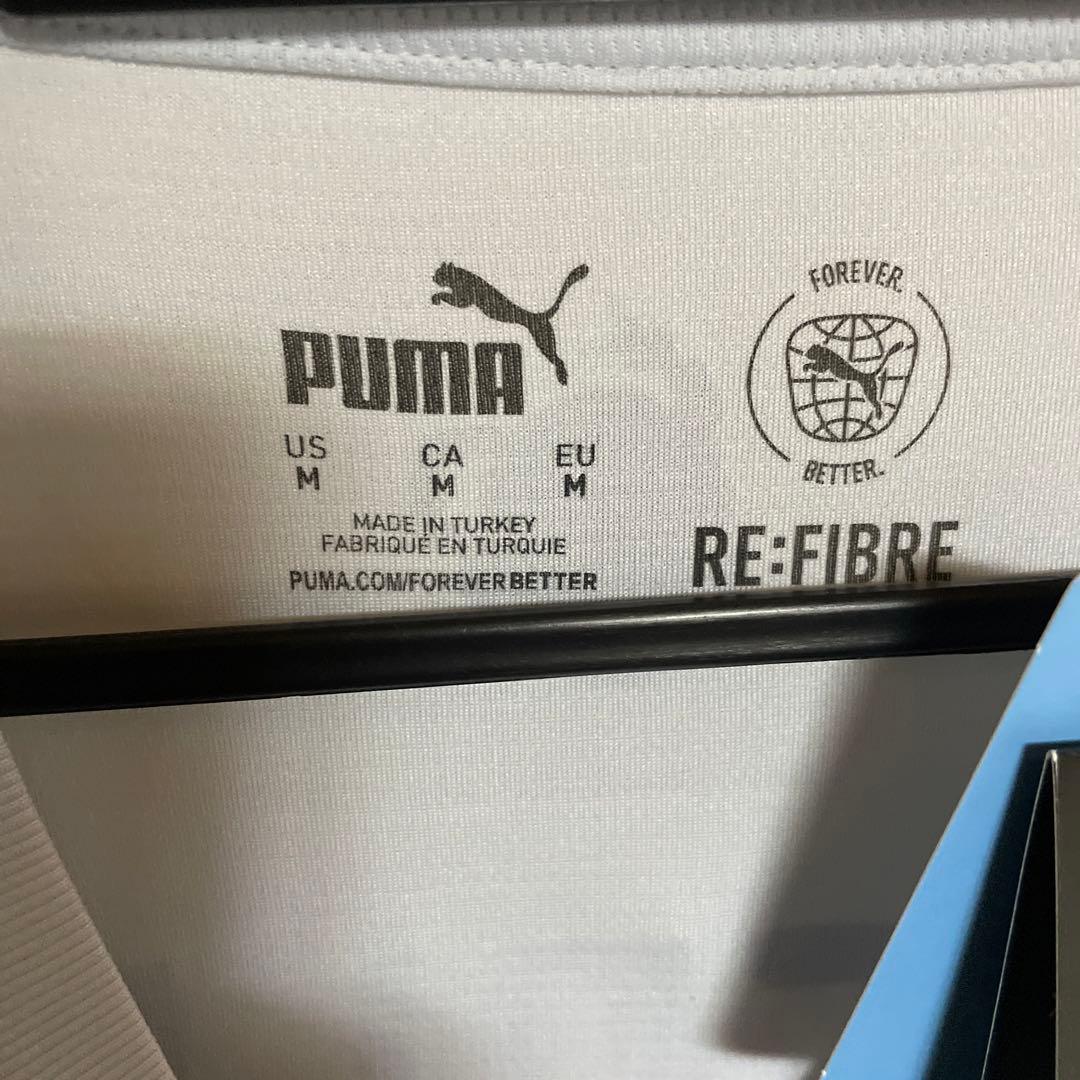 PUMA
US CA EU
M M M
MADE IN TURKEY
FABRIQUÉ EN TURQUIE
PUMA.COM/FOREVERBETTER
FOREVER.
BETTER.
RE:FIBRE